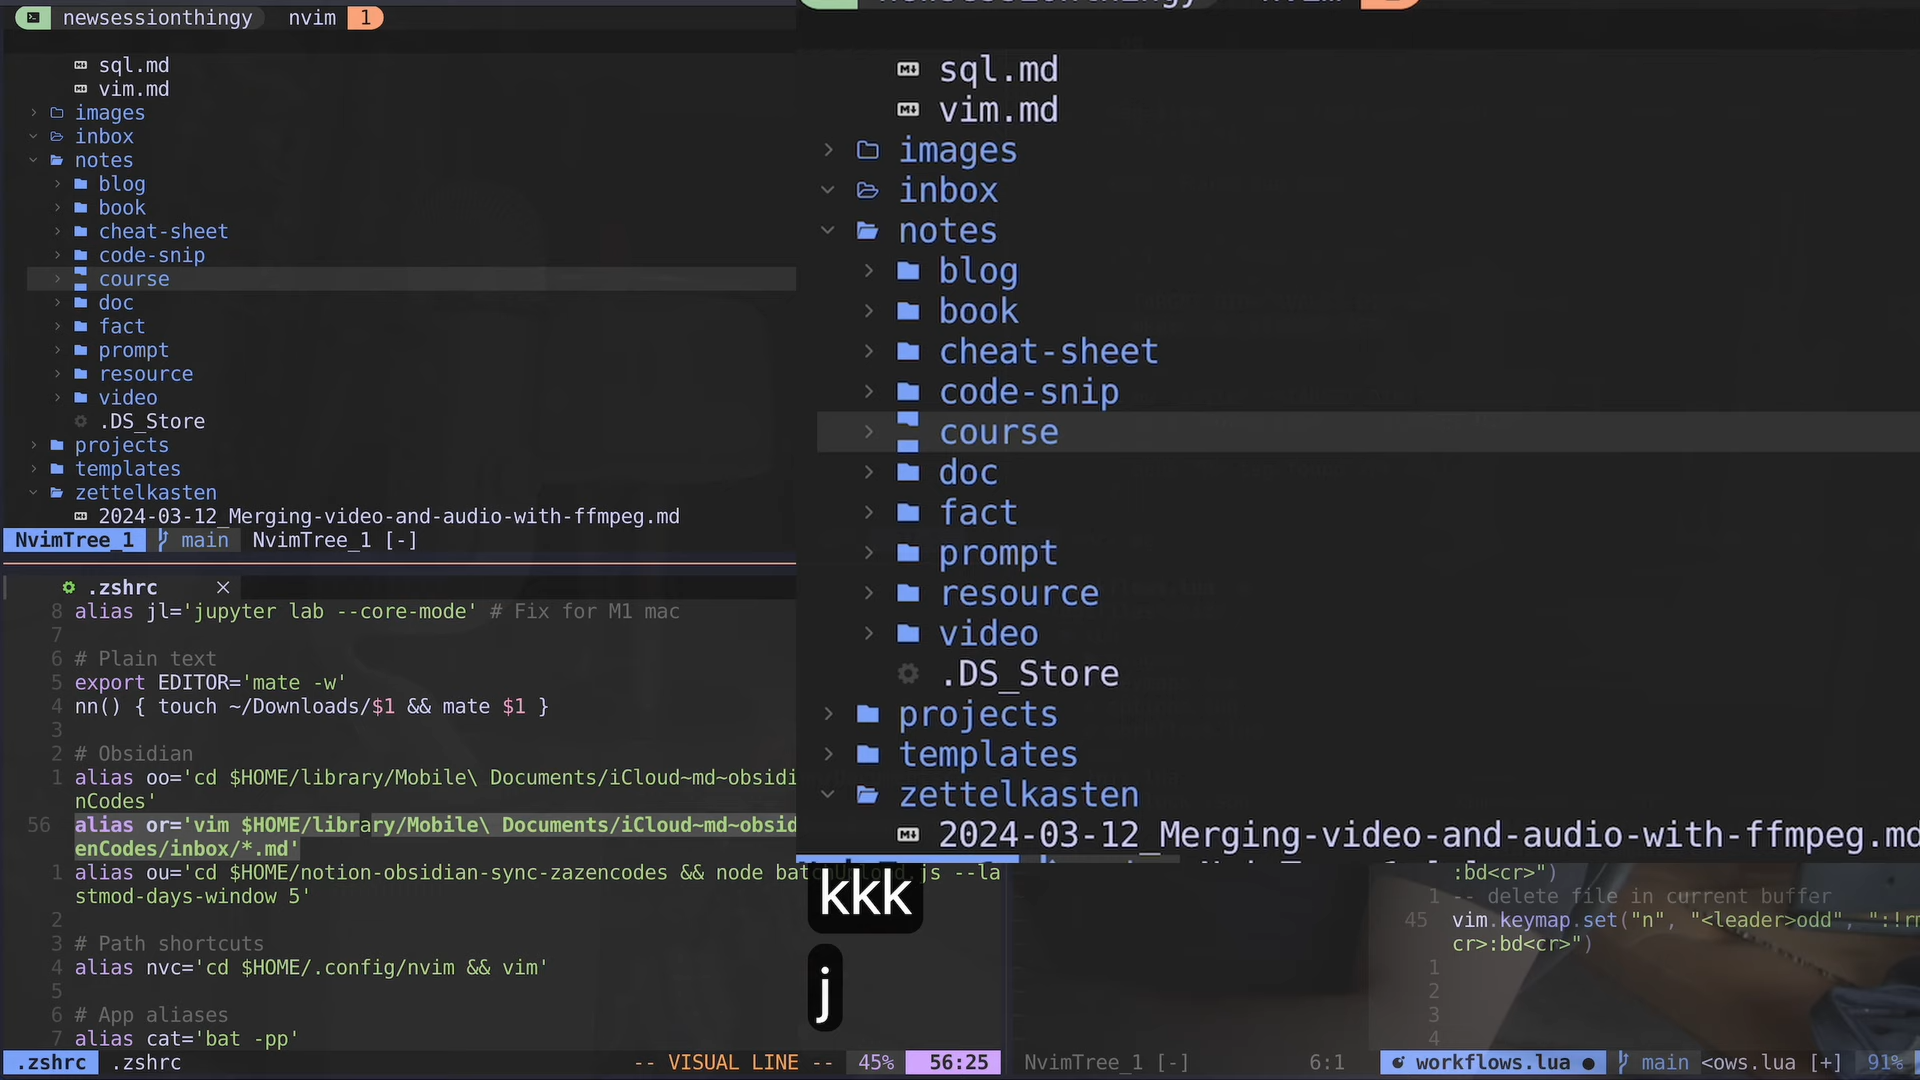 newsessionthingy nvim 1
sql.md
vim.md
images
inbox
notes
blog
book
cheat-sheet
code-snip
course
doc
fact
prompt
resource
video
.DS_Store
projects
templates
zettelkasten
2024-03-12_Merging-video-and-audio-with-ffmpeg.md
NvimTree_1 main NvimTree_1 [-]
.zshrc
8 alias jl='jupyter lab --core-mode' # Fix for M1 mac
7
6 # Plain text
5 export EDITOR='mate -w'
4 nn() { touch ~/Downloads/$1 && mate $1 }
3
2 # Obsidian
1 alias oo='cd $HOME/library/Mobile\ Documents/iCloud~md~obsidi
nCodes'
56 alias or='vim $HOME/library/Mobile\ Documents/iCloud~md~obsid
enCodes/inbox/*.md'
1 alias ou='cd $HOME/notion-obsidian-sync-zazencodes && node .js --la
stmod-days-window 5'
2
3 # Path shortcuts
4 alias nvc='cd $HOME/.config/nvim && vim'
5
6 # App aliases
7 alias cat='bat -pp'
.zshrc .zshrc -- VISUAL LINE -- 45% 56:25
sql.md
vim.md
images
inbox
notes
blog
book
cheat-sheet
code-snip
course
doc
fact
prompt
resource
video
.DS_Store
projects
templates
zettelkasten
2024-03-12_Merging-video-and-audio-with-ffmpeg.md
kkk
j
:bd<cr>")
1 -- delete file in current buffer
45 vim.keymap.set("n", "<leader>odd", ":!rm
cr>:bd<cr>")
1
2
3
4
NvimTree_1 [-] 6:1 workflows.lua ● main <ows.lua [+] 91%